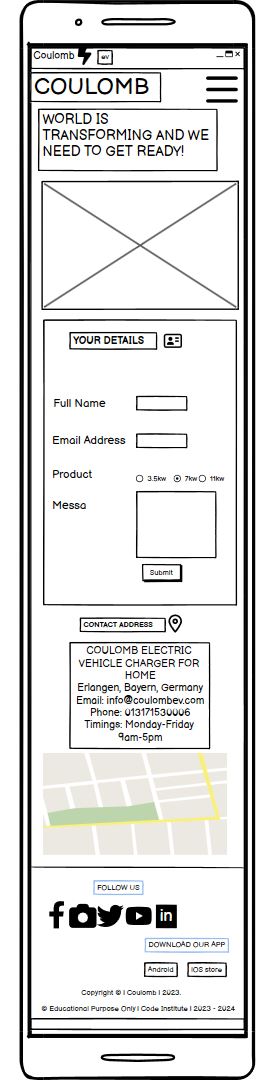 Coulomb eV
COULOMB
WORLD IS
TRANSFORMING AND WE
NEED TO GET READY!
YOUR DETAILS
Full Name
Email Address
Product 3.5kw 7kw 11kw
Messa
Submit
CONTACT ADDRESS
COULOMB ELECTRIC
VEHICLE CHARGER FOR
HOME
Erlangen, Bayern, Germany
Email: info@coulombev.com
Phone: 013171530006
Timings: Monday-Friday
9am-5pm
FOLLOW US
in
DOWNLOAD OUR APP
Android IOS store
Copyright © | Coulomb | 2023.
© Educational Purpose Only | Code Institute | 2023 - 2024